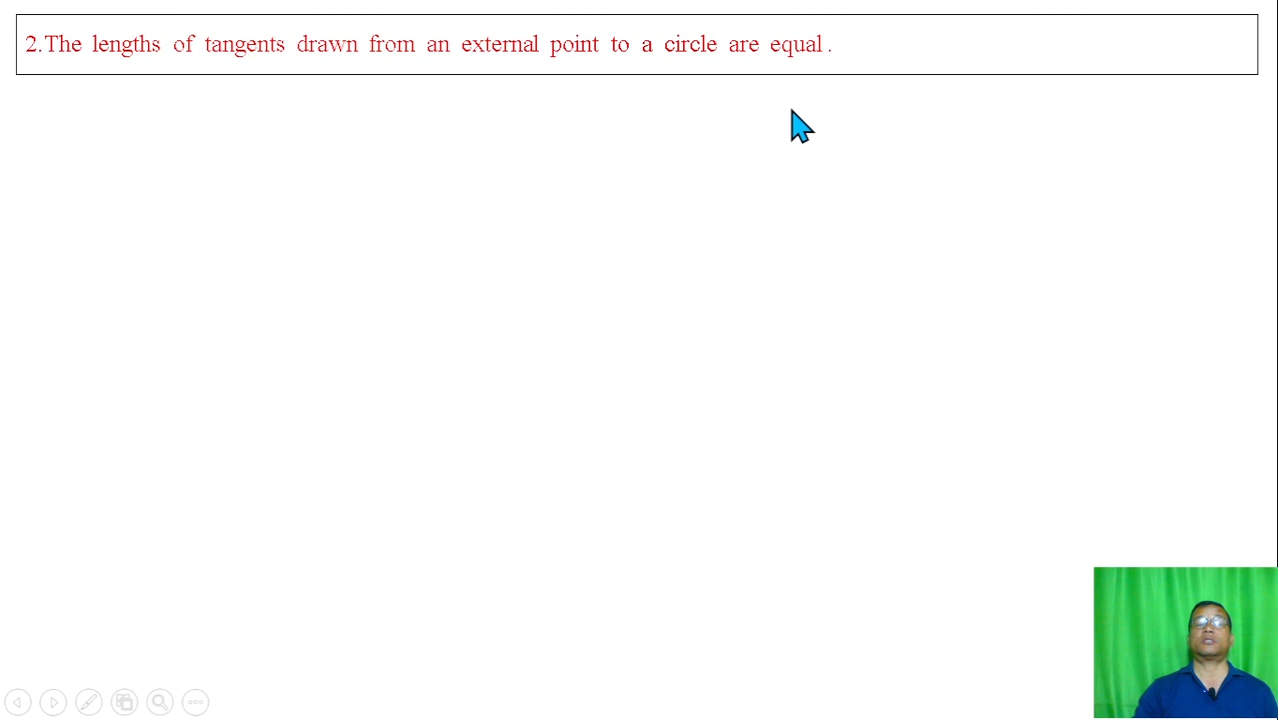 2.The lengths of tangents drawn from an external point to a circle are equal .